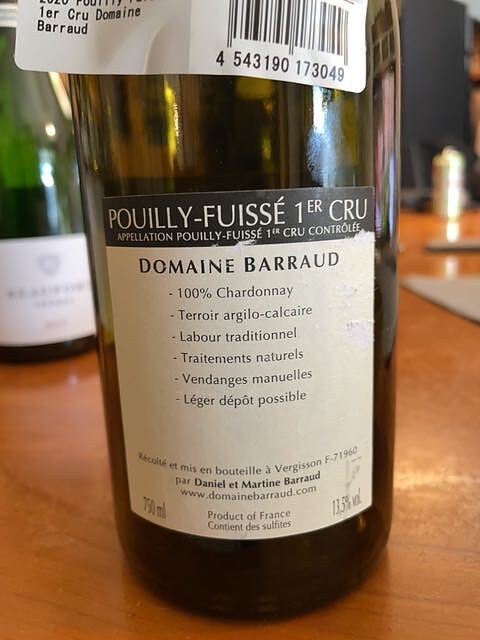 1er Cru Domaine
Barraud
4 543190 173049
POUILLY-FUISSÉ 1ER CRU
APPELLATION POUILLY-FUISSÉ 1ER CRU CONTRÔLÉE
DOMAINE BARRAUD
- 100% Chardonnay
- Terroir argilo-calcaire
- Labour traditionnel
- Traitements naturels
- Vendanges manuelles
- Léger dépôt possible
Récolté et mis en bouteille à Vergisson F-71960
par Daniel et Martine Barraud
www.domainebarraud.com
750 ml
13,5% vol.
Product of France
Contient des sulfites